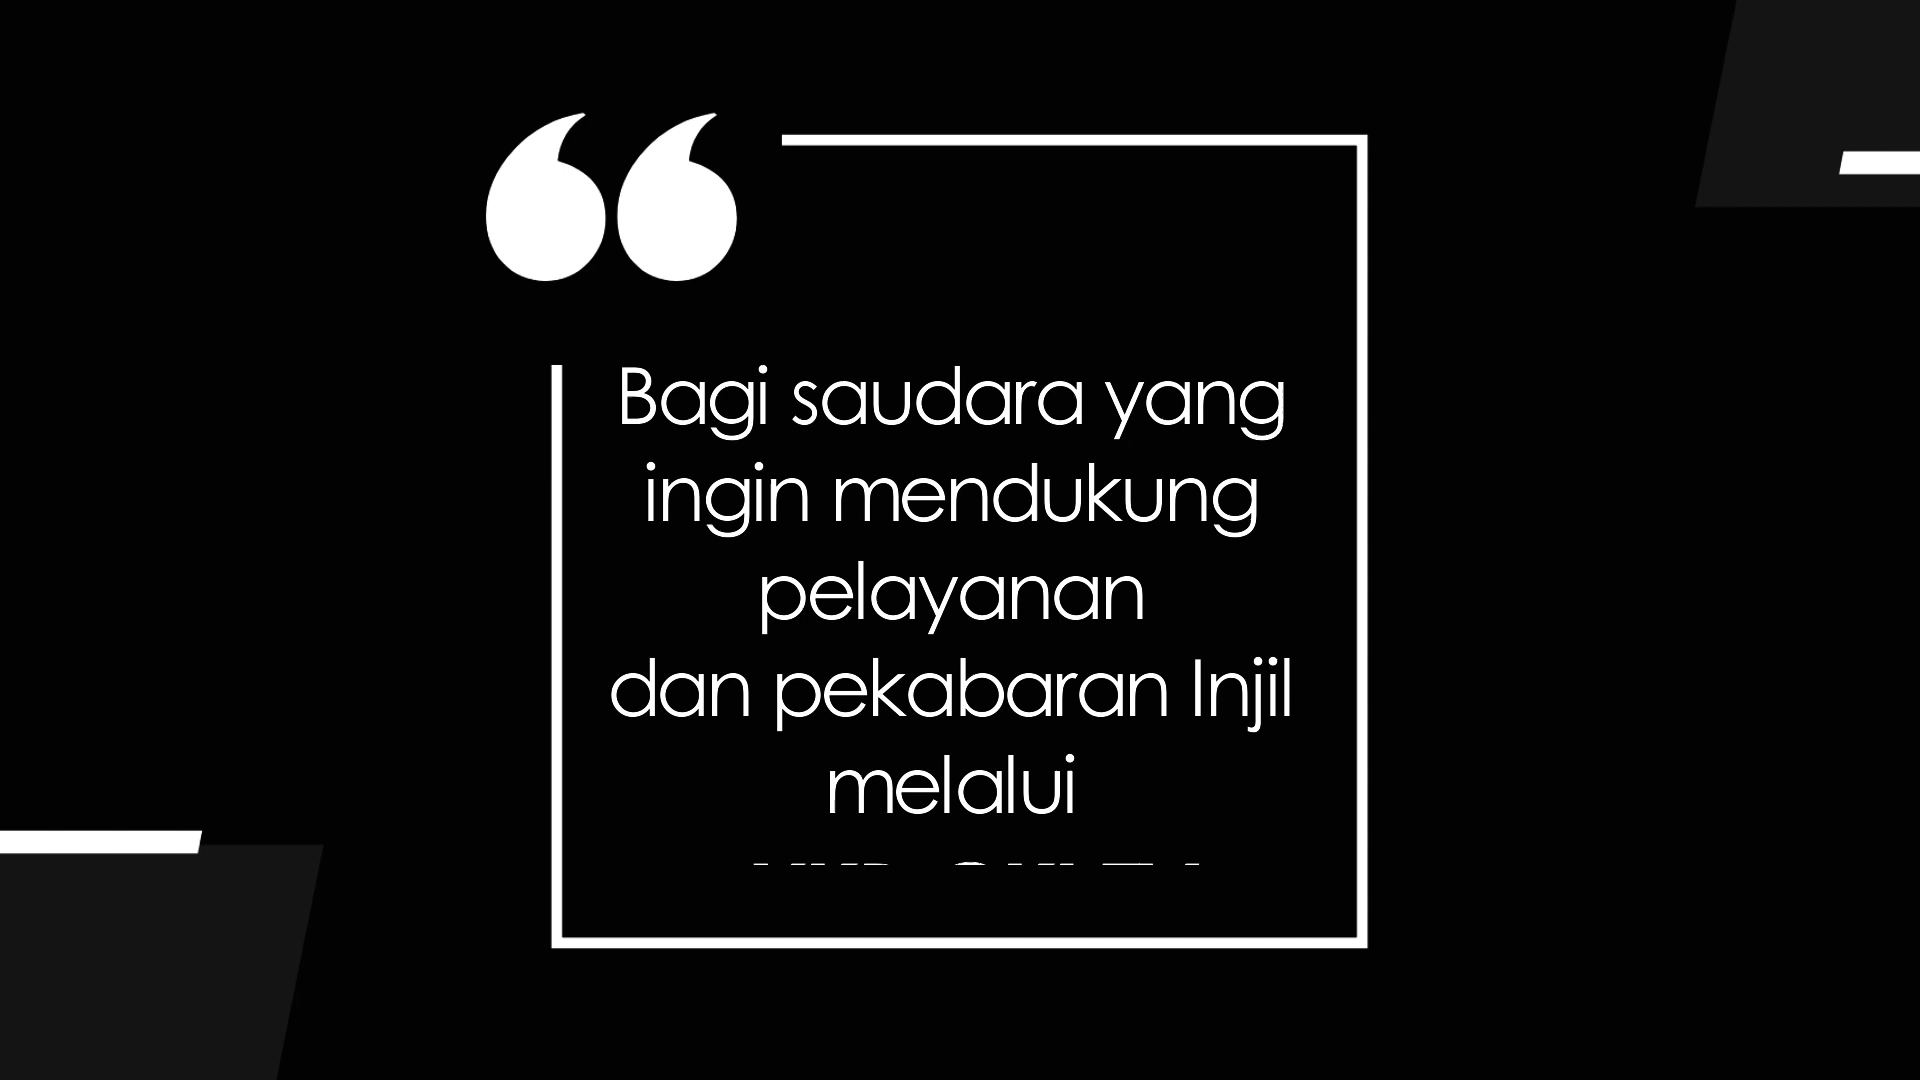 Bagi saudara yang
ingin mendukung
pelayanan
dan pekabaran Injil
melalui